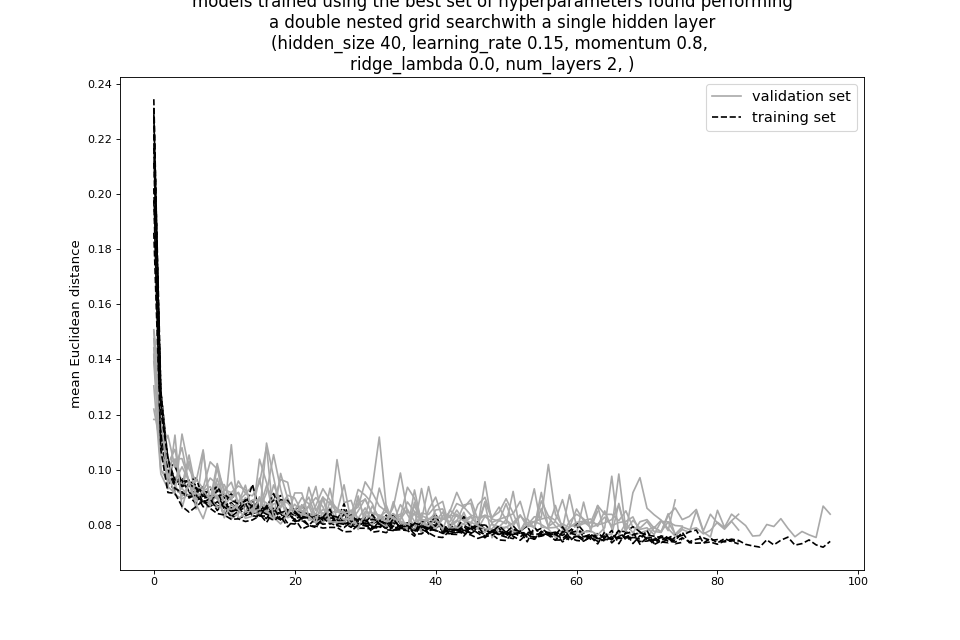 models trained using the best set of hyperparameters found performing
a double nested grid searchwith a single hidden layer
(hidden_size 40, learning_rate 0.15, momentum 0.8,
ridge_lambda 0.0, num_layers 2, )
validation set
training set
mean Euclidean distance
0.24
0.22
0.20
0.18
0.16
0.14
0.12
0.10
0.08
0
20
40
60
80
100